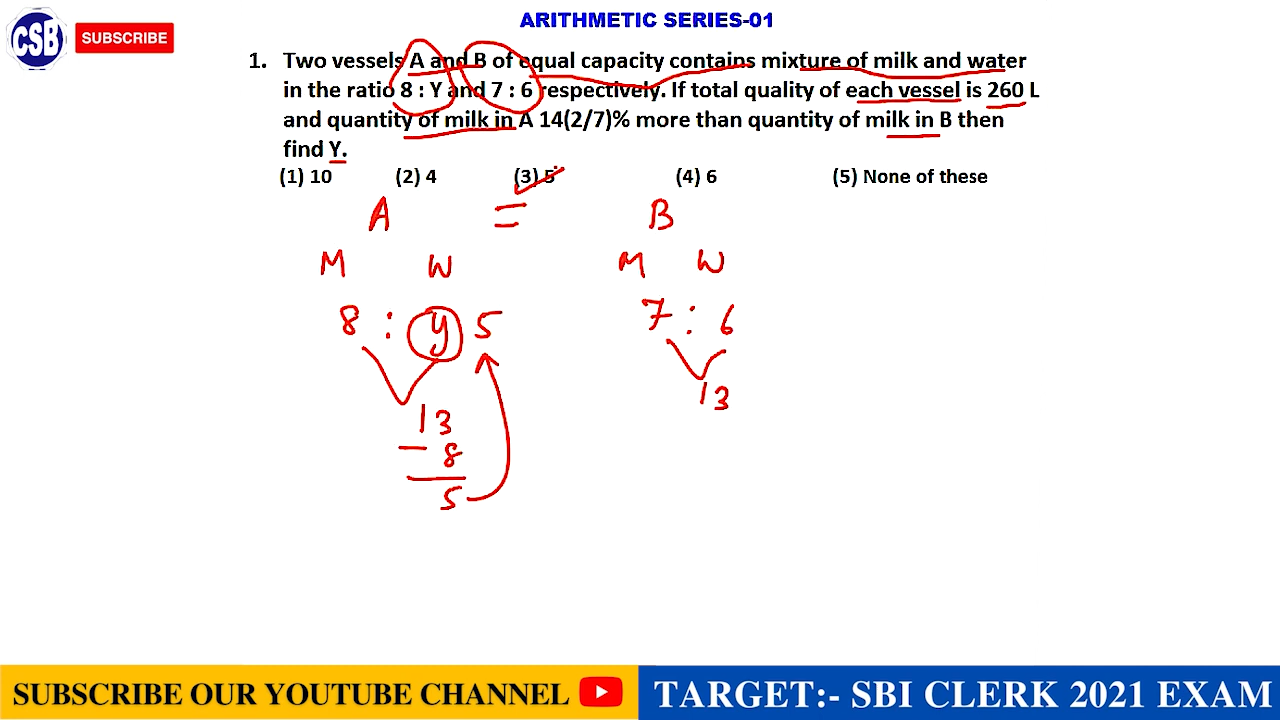 CSB
SUBSCRIBE
ARITHMETIC SERIES-01
1. Two vessels A and B of equal capacity contains mixture of milk and water
in the ratio 8 : Y and 7 : 6 respectively. If total quality of each vessel is 260 L
and quantity of milk in A 14(2/7)% more than quantity of milk in B then
find Y.
(1) 10 (2) 4 (3) 5 (4) 6 (5) None of these
A = B
M W M W
8 : y 5 7 : 6
13
13
- 8
5
SUBSCRIBE OUR YOUTUBE CHANNEL
TARGET:- SBI CLERK 2021 EXAM